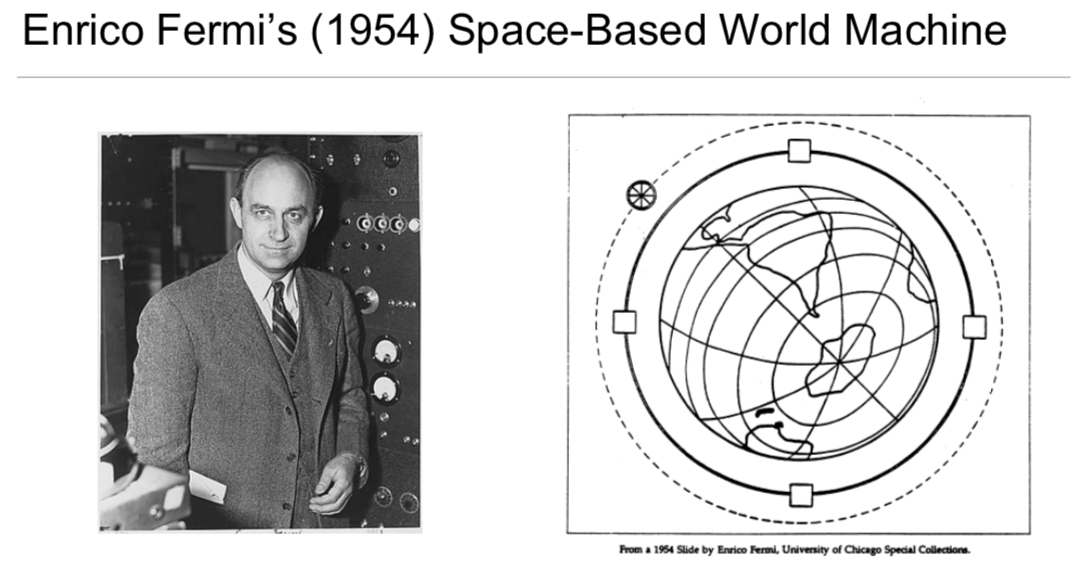 Enrico Fermi’s (1954) Space-Based World Machine
From a 1954 Slide by Enrico Fermi, University of Chicago Special Collections.